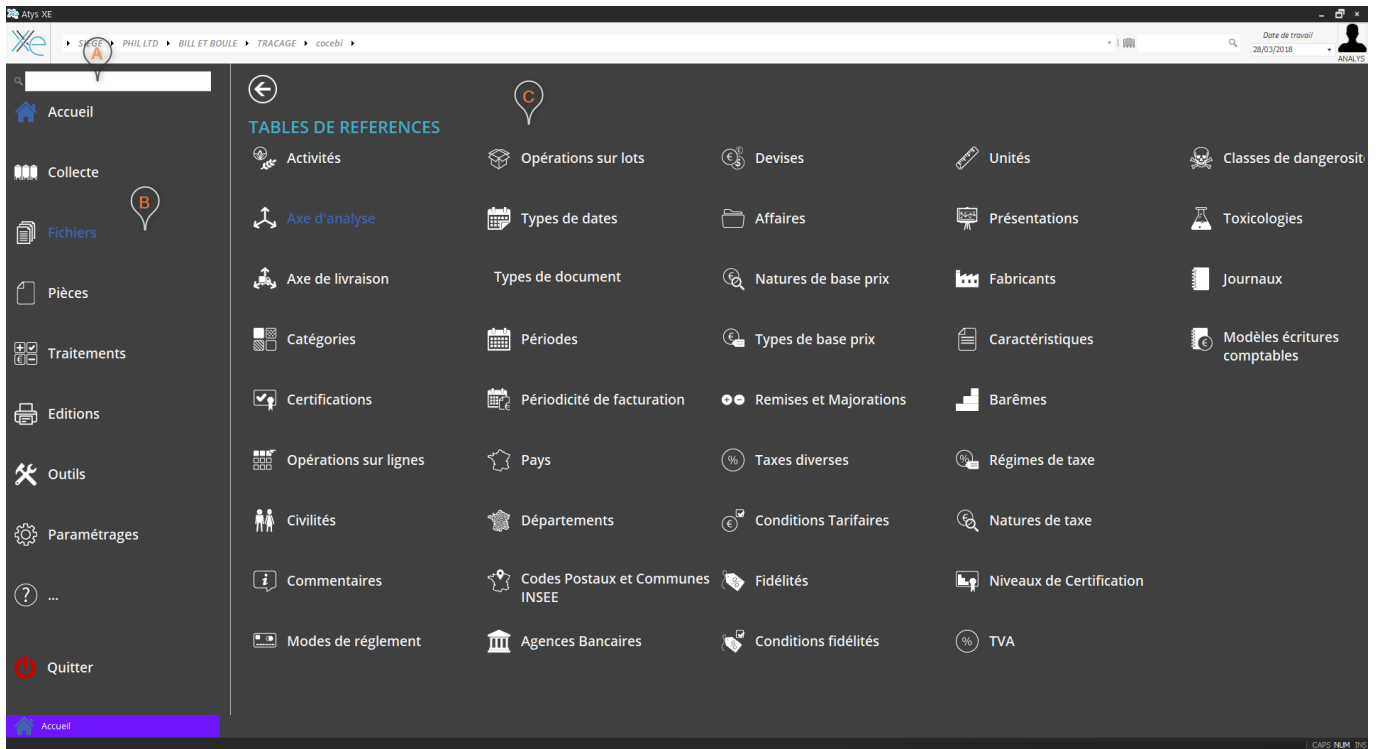 Atys XE
Xe SIEGE PHIL LTD BILL ET BOULE TRACAGE cocebi Date de travail
28/03/2018
ANALYS
A
Accueil
Collecte
B
Fichiers
Pièces
Traitements
Editions
Outils
Paramétrages
? ...
Quitter
C
TABLES DE REFERENCES
Activités Opérations sur lots Devises Unités Classes de dangerosit
Axe d'analyse Types de dates Affaires Présentations Toxicologies
Axe de livraison Types de document Natures de base prix Fabricants Journaux
Catégories Périodes Types de base prix Caractéristiques Modèles écritures
comptables
Certifications Périodicité de facturation Remises et Majorations Barêmes
Opérations sur lignes Pays Taxes diverses Régimes de taxe
Civilités Départements Conditions Tarifaires Natures de taxe
Commentaires Codes Postaux et Communes Fidélités Niveaux de Certification
INSEE
Modes de réglement Agences Bancaires Conditions fidélités TVA
Accueil
CAPS NUM INS